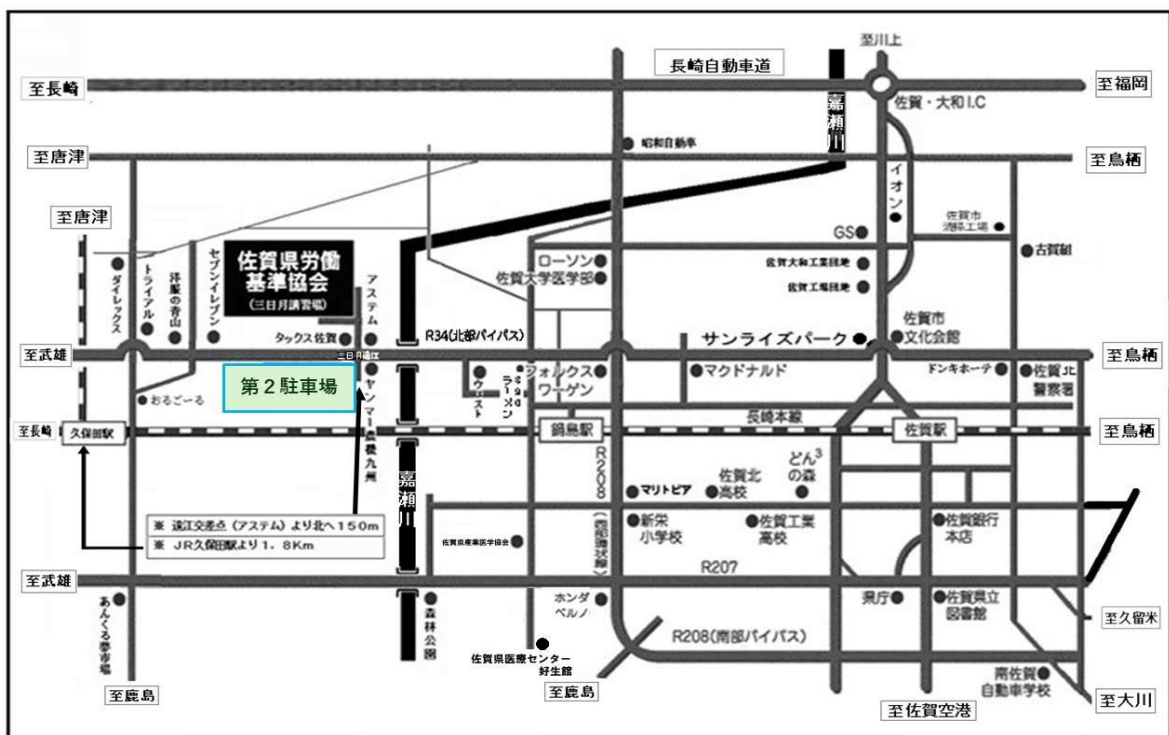 至川上
長崎自動車道
至長崎
至福岡
嘉瀬川
佐賀・大和I.C
昭和自動車
至唐津
至鳥栖
イオン
至唐津
佐賀市
清掃工場
GS
古賀組
佐賀県労働
基準協会
(三日月講習場)
ダイレックス
トライアル
洋服の青山
セブンイレブン
アステム
ローソン
佐賀大学医学部
佐賀大和工業団地
佐賀工場団地
タックス佐賀
R34(北部バイパス)
サンライズパーク
佐賀市
文化会館
至武雄
三日月遠江
至鳥栖
第2駐車場
ヤンマー農機九州
ウエスト
ラーメン
フォルクス
ワーゲン
マクドナルド
ドンキホーテ
佐賀北
警察署
おるごーる
長崎本線
至長崎
久保田駅
鍋島駅
佐賀駅
至鳥栖
嘉瀬川
R208
(西部環状線)
マリトピア
佐賀北
高校
どん3
の森
※ 遠江交差点(アステム)より北へ150m
※ JR久保田駅より1.8Km
新栄
小学校
佐賀工業
高校
佐賀銀行
本店
佐賀県産業医学協会
R207
至武雄
あんくる夢市場
森林公園
ホンダ
ベルノ
県庁
佐賀県立
図書館
至久留米
R208(南部バイパス)
佐賀県医療センター
好生館
南佐賀
自動車学校
至鹿島
至鹿島
至佐賀空港
至大川